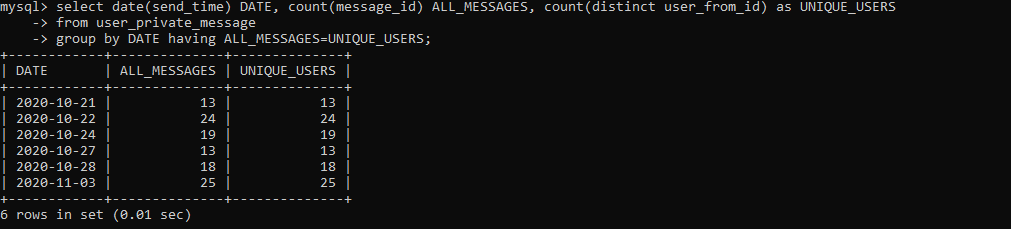 mysql> select date(send_time) DATE, count(message_id) ALL_MESSAGES, count(distinct user_from_id) as UNIQUE_USERS
    -> from user_private_message
    -> group by DATE having ALL_MESSAGES=UNIQUE_USERS;
+------------+--------------+--------------+
| DATE       | ALL_MESSAGES | UNIQUE_USERS |
+------------+--------------+--------------+
| 2020-10-21 |           13 |           13 |
| 2020-10-22 |           24 |           24 |
| 2020-10-24 |           19 |           19 |
| 2020-10-27 |           13 |           13 |
| 2020-10-28 |           18 |           18 |
| 2020-11-03 |           25 |           25 |
+------------+--------------+--------------+
6 rows in set (0.01 sec)